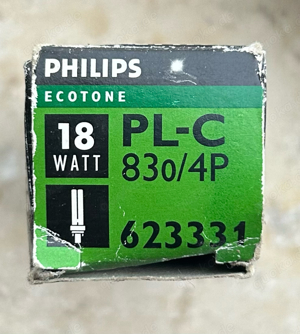 PHILIPS
ECOTONE
18 PL-C
WATT 830/4P
623331